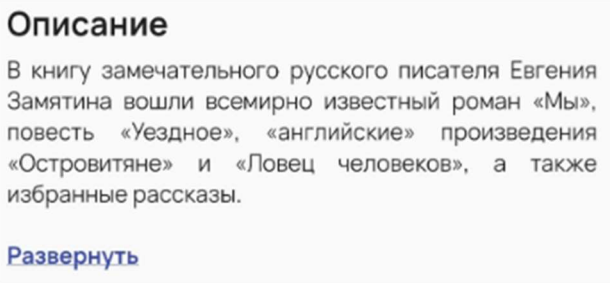 Описание
В книгу замечательного русского писателя Евгения
Замятина вошли всемирно известный роман «Мы»,
повесть «Уездное», «английские» произведения
«Островитяне» и «Ловец человеков», а также
избранные рассказы.
Развернуть